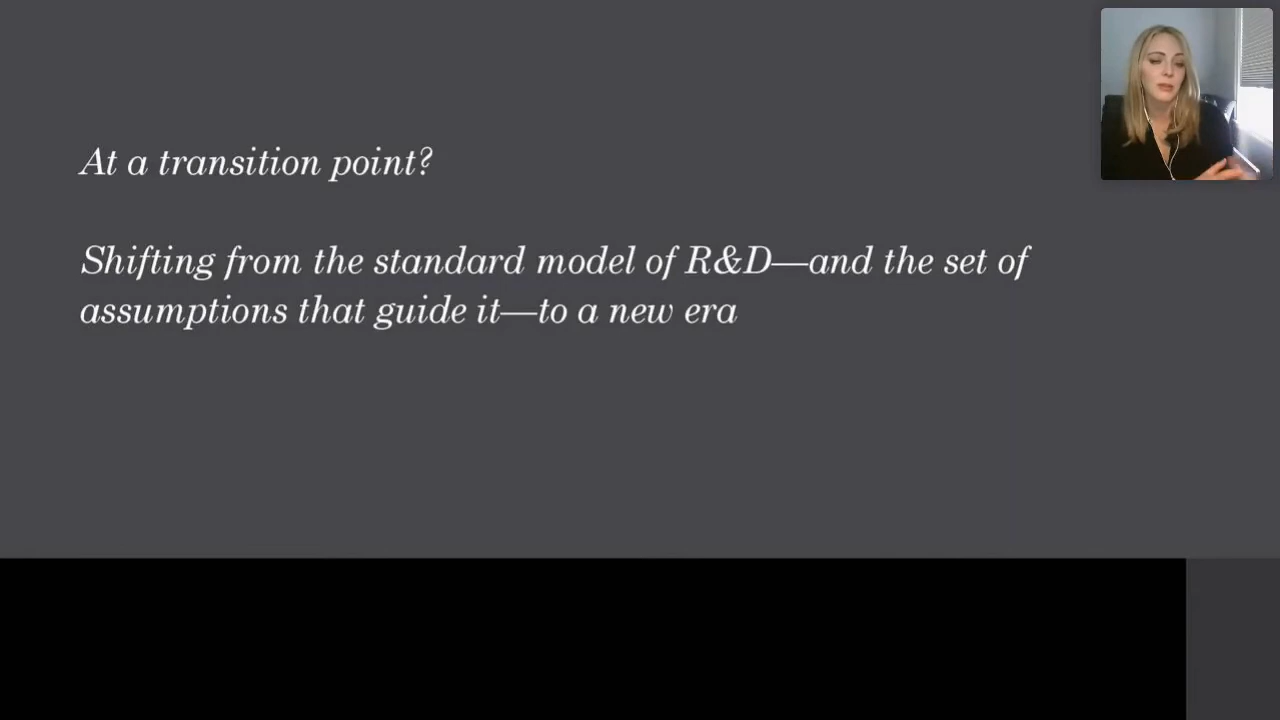 At a transition point?
Shifting from the standard model of R&D—and the set of
assumptions that guide it—to a new era